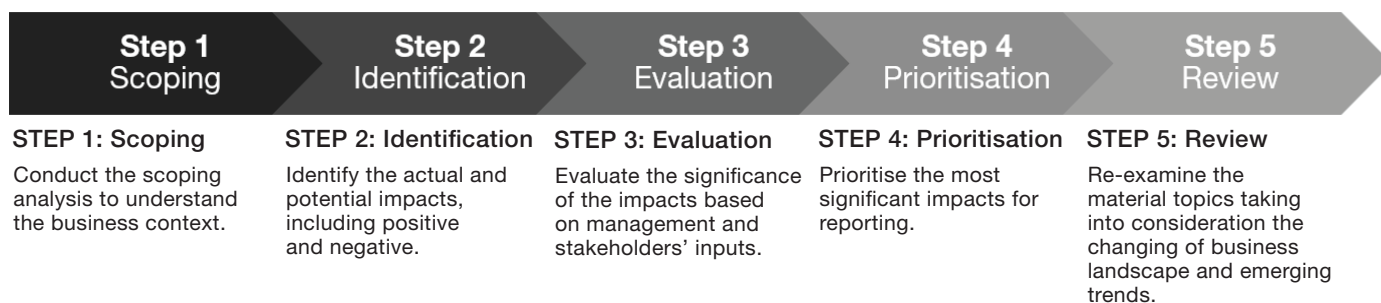 Step 1
Scoping
Step 2
Identification
Step 3
Evaluation
Step 4
Prioritisation
Step 5
Review
STEP 1: Scoping
Conduct the scoping
analysis to understand
the business context.
STEP 2: Identification
Identify the actual and
potential impacts,
including positive
and negative.
STEP 3: Evaluation
Evaluate the significance
of the impacts based
on management and
stakeholders’ inputs.
STEP 4: Prioritisation
Prioritise the most
significant impacts for
reporting.
STEP 5: Review
Re-examine the
material topics taking
into consideration the
changing of business
landscape and emerging
trends.